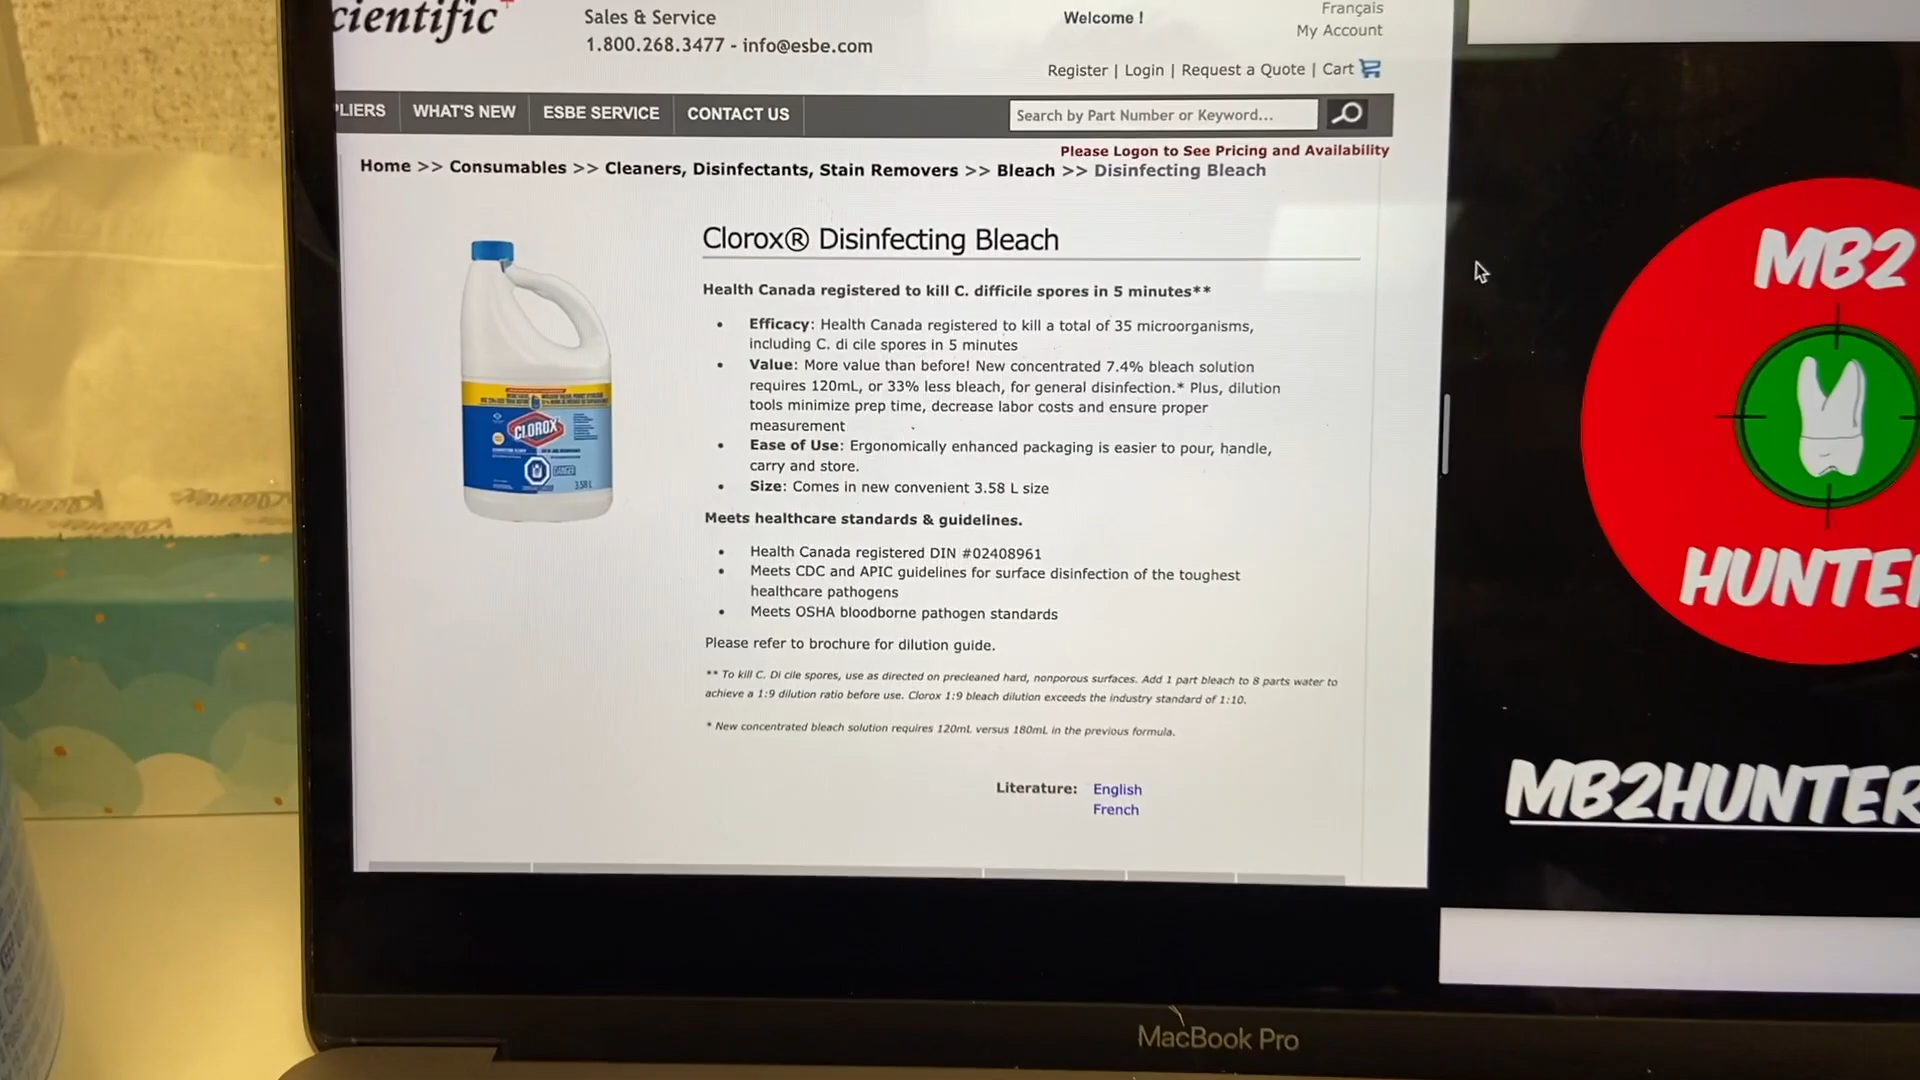 cientific
Sales & Service
1.800.268.3477 - info@esbe.com
Welcome !
Français
My Account
Register | Login | Request a Quote | Cart
PLIERS
WHAT'S NEW
ESBE SERVICE
CONTACT US
Search by Part Number or Keyword...
Please Logon to See Pricing and Availability
Home >> Consumables >> Cleaners, Disinfectants, Stain Removers >> Bleach >> Disinfecting Bleach
Clorox® Disinfecting Bleach
Health Canada registered to kill C. difficile spores in 5 minutes**
• Efficacy: Health Canada registered to kill a total of 35 microorganisms,
including C. di cile spores in 5 minutes
• Value: More value than before! New concentrated 7.4% bleach solution
requires 120mL, or 33% less bleach, for general disinfection.* Plus, dilution
tools minimize prep time, decrease labor costs and ensure proper
measurement
• Ease of Use: Ergonomically enhanced packaging is easier to pour, handle,
carry and store.
• Size: Comes in new convenient 3.58 L size
Meets healthcare standards & guidelines.
• Health Canada registered DIN #02408961
• Meets CDC and APIC guidelines for surface disinfection of the toughest
healthcare pathogens
• Meets OSHA bloodborne pathogen standards
Please refer to brochure for dilution guide.
** To kill C. Di cile spores, use as directed on precleaned hard, nonporous surfaces. Add 1 part bleach to 8 parts water to
achieve a 1:9 dilution ratio before use. Clorox 1:9 bleach dilution exceeds the industry standard of 1:10.
* New concentrated bleach solution requires 120mL versus 180mL in the previous formula.
Literature: English
French
CLOROX
DANGER
3.58 L
MB2
HUNTER
MB2HUNTER
Kleenex
Kleenex
Kleenex
MacBook Pro